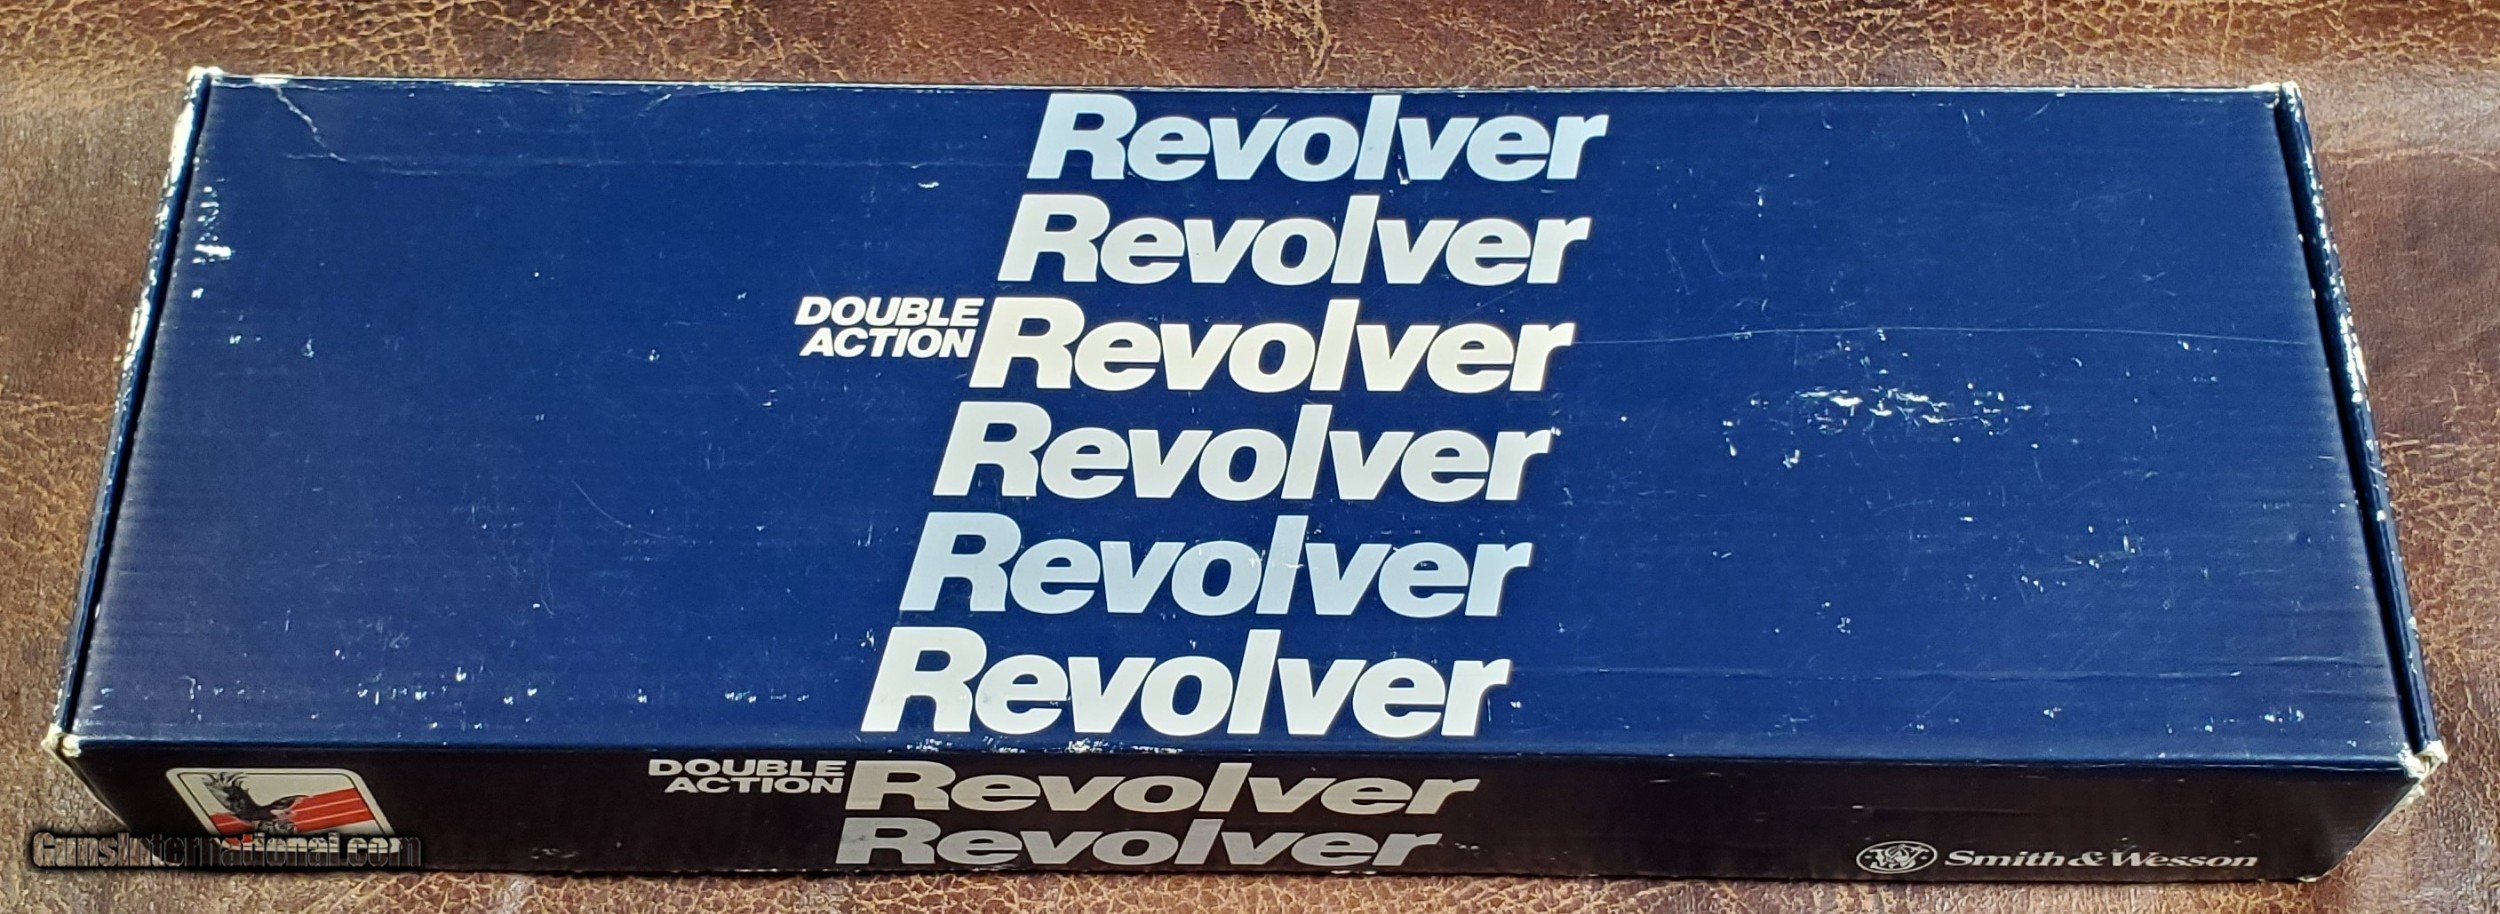 Revolver
Revolver
DOUBLE
ACTION
Revolver
Revolver
Revolver
Revolver
DOUBLE
ACTION
Revolver
Revolver
GunsInternational.com
Smith & Wesson